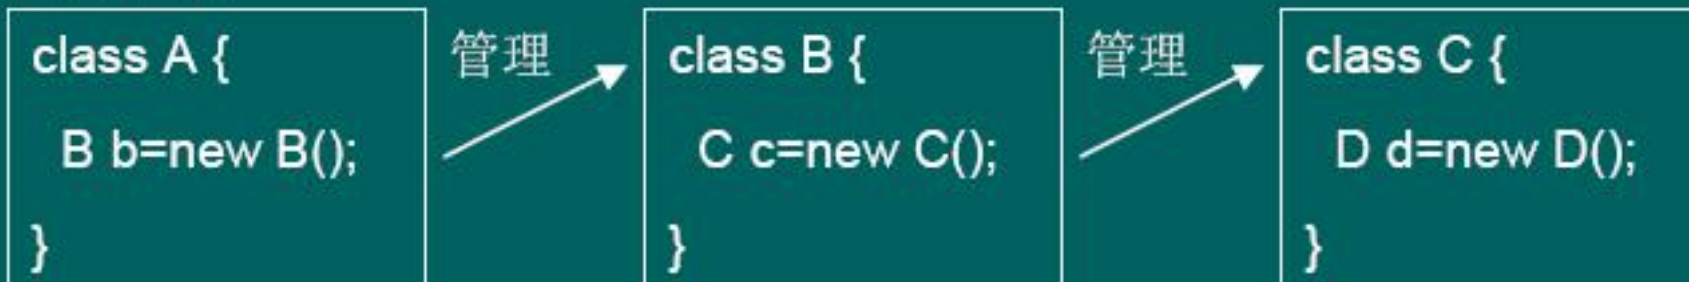 class A {
B b=new B();
}
管理
class B {
C c=new C();
}
管理
class C {
D d=new D();
}